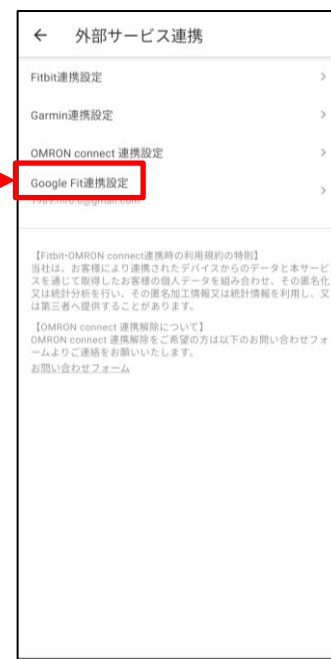 ← 外部サービス連携
Fitbit連携設定
Garmin連携設定
OMRON connect 連携設定
Google Fit連携設定
【Fitbit・OMRON connect連携時の利用規約の特則】
当社は、お客様により連携されたデバイスからのデータと本サービ
スを通じて取得したお客様の個人データを組み合わせ、その匿名化
又は統計分析を行い、その匿名加工情報又は統計情報を利用し、又
は第三者へ提供することがあります。
【OMRON connect 連携解除について】
OMRON connect 連携解除をご希望の方は以下のお問い合わせフォ
ームよりご連絡をお願いいたします。
お問い合わせフォーム